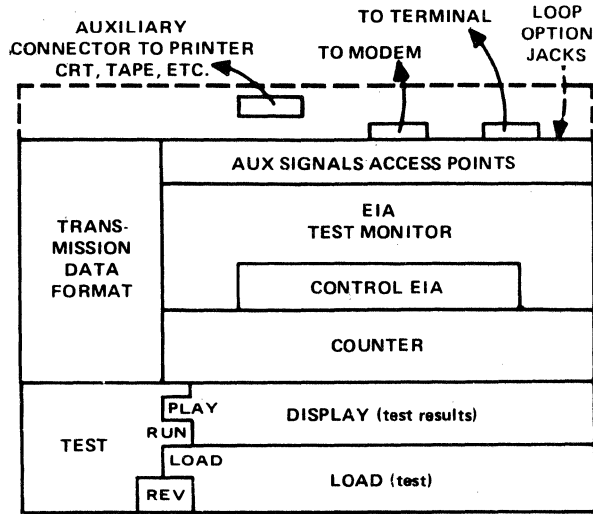 AUXILIARY
CONNECTOR TO PRINTER
CRT, TAPE, ETC.
TO TERMINAL
TO MODEM
LOOP
OPTION
JACKS
AUX SIGNALS ACCESS POINTS
TRANS-
MISSION
DATA
FORMAT
EIA
TEST MONITOR
CONTROL EIA
COUNTER
TEST
PLAY
RUN
LOAD
REV
DISPLAY (test results)
LOAD (test)